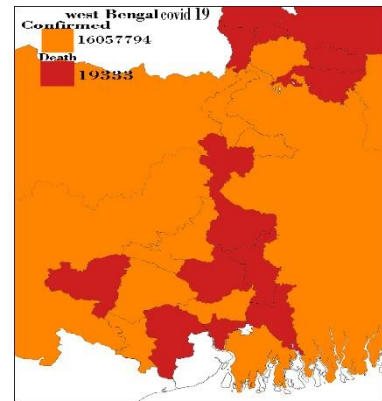 west Bengal covid 19
Confirmed
16057794
Death
19333